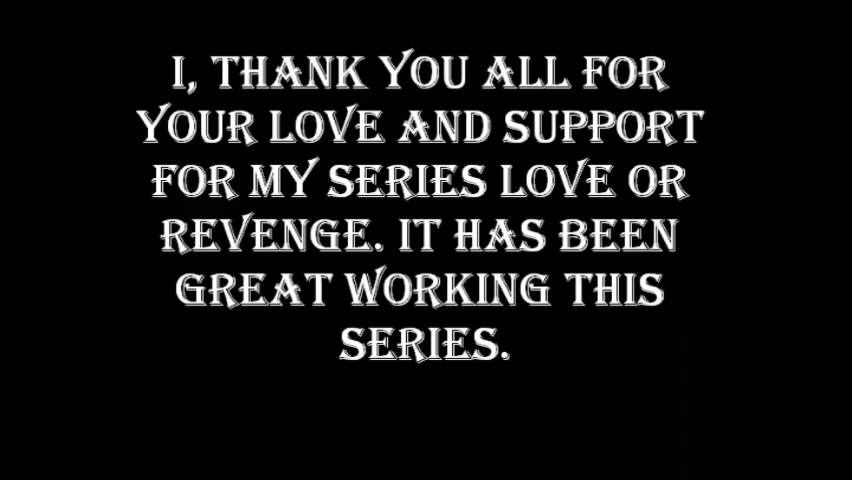 I, THANK YOU ALL FOR
YOUR LOVE AND SUPPORT
FOR MY SERIES LOVE OR
REVENGE. IT HAS BEEN
GREAT WORKING THIS
SERIES.